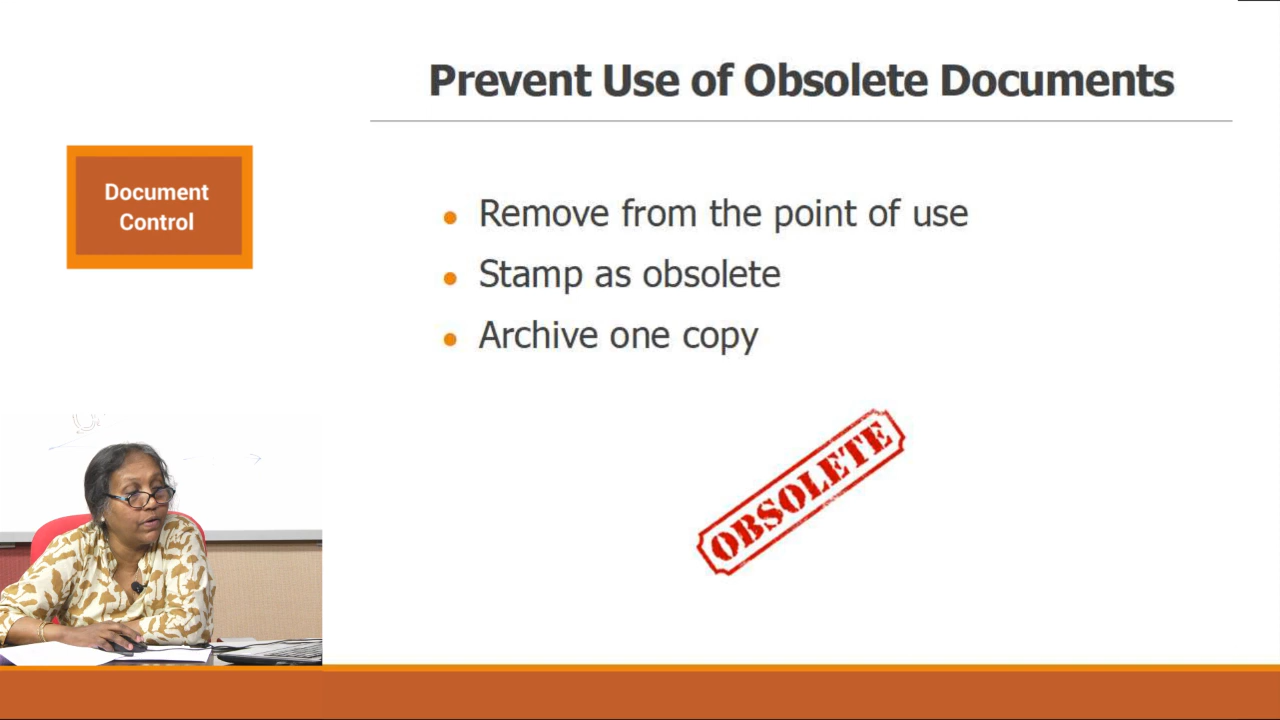 Prevent Use of Obsolete Documents
Document
Control
Remove from the point of use
Stamp as obsolete
Archive one copy
OBSOLETE